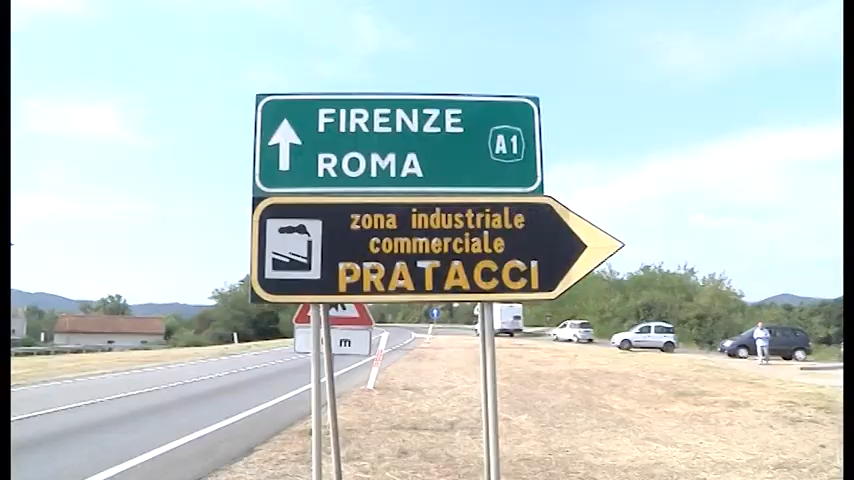 FIRENZE
ROMA
A1
zona industriale
commerciale
PRATACCI
m